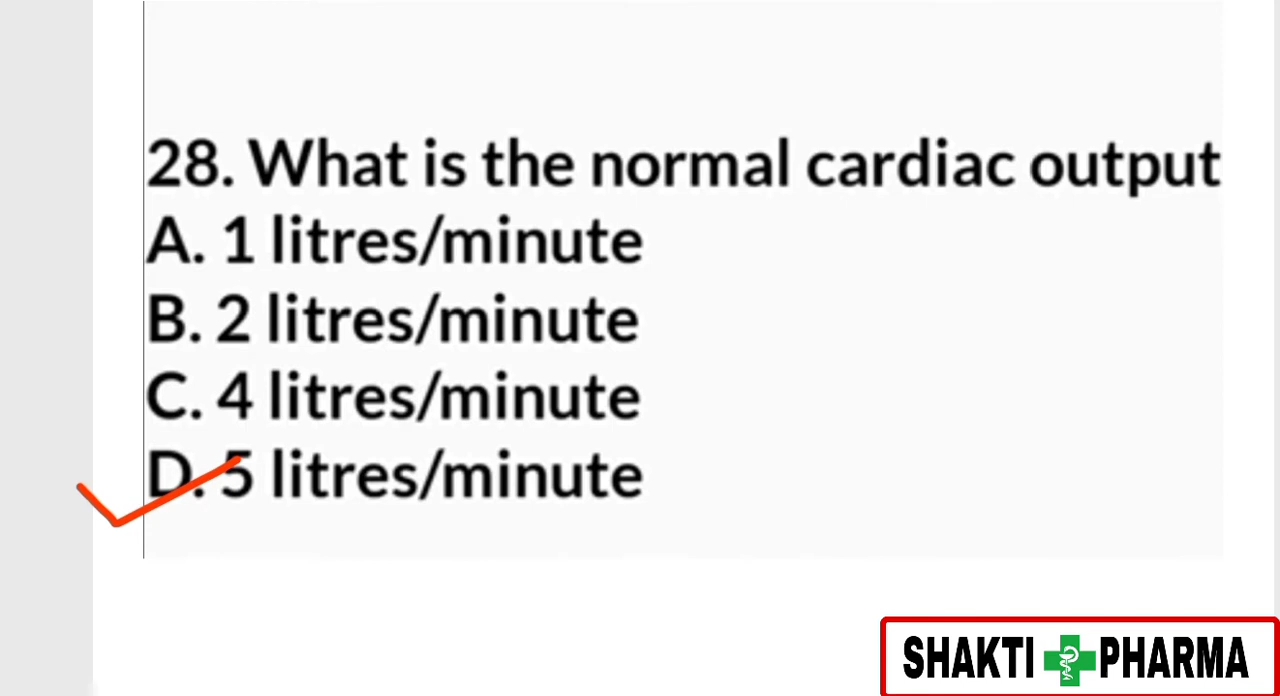 28. What is the normal cardiac output
A. 1 litres/minute
B. 2 litres/minute
C. 4 litres/minute
D. 5 litres/minute
SHAKTI PHARMA